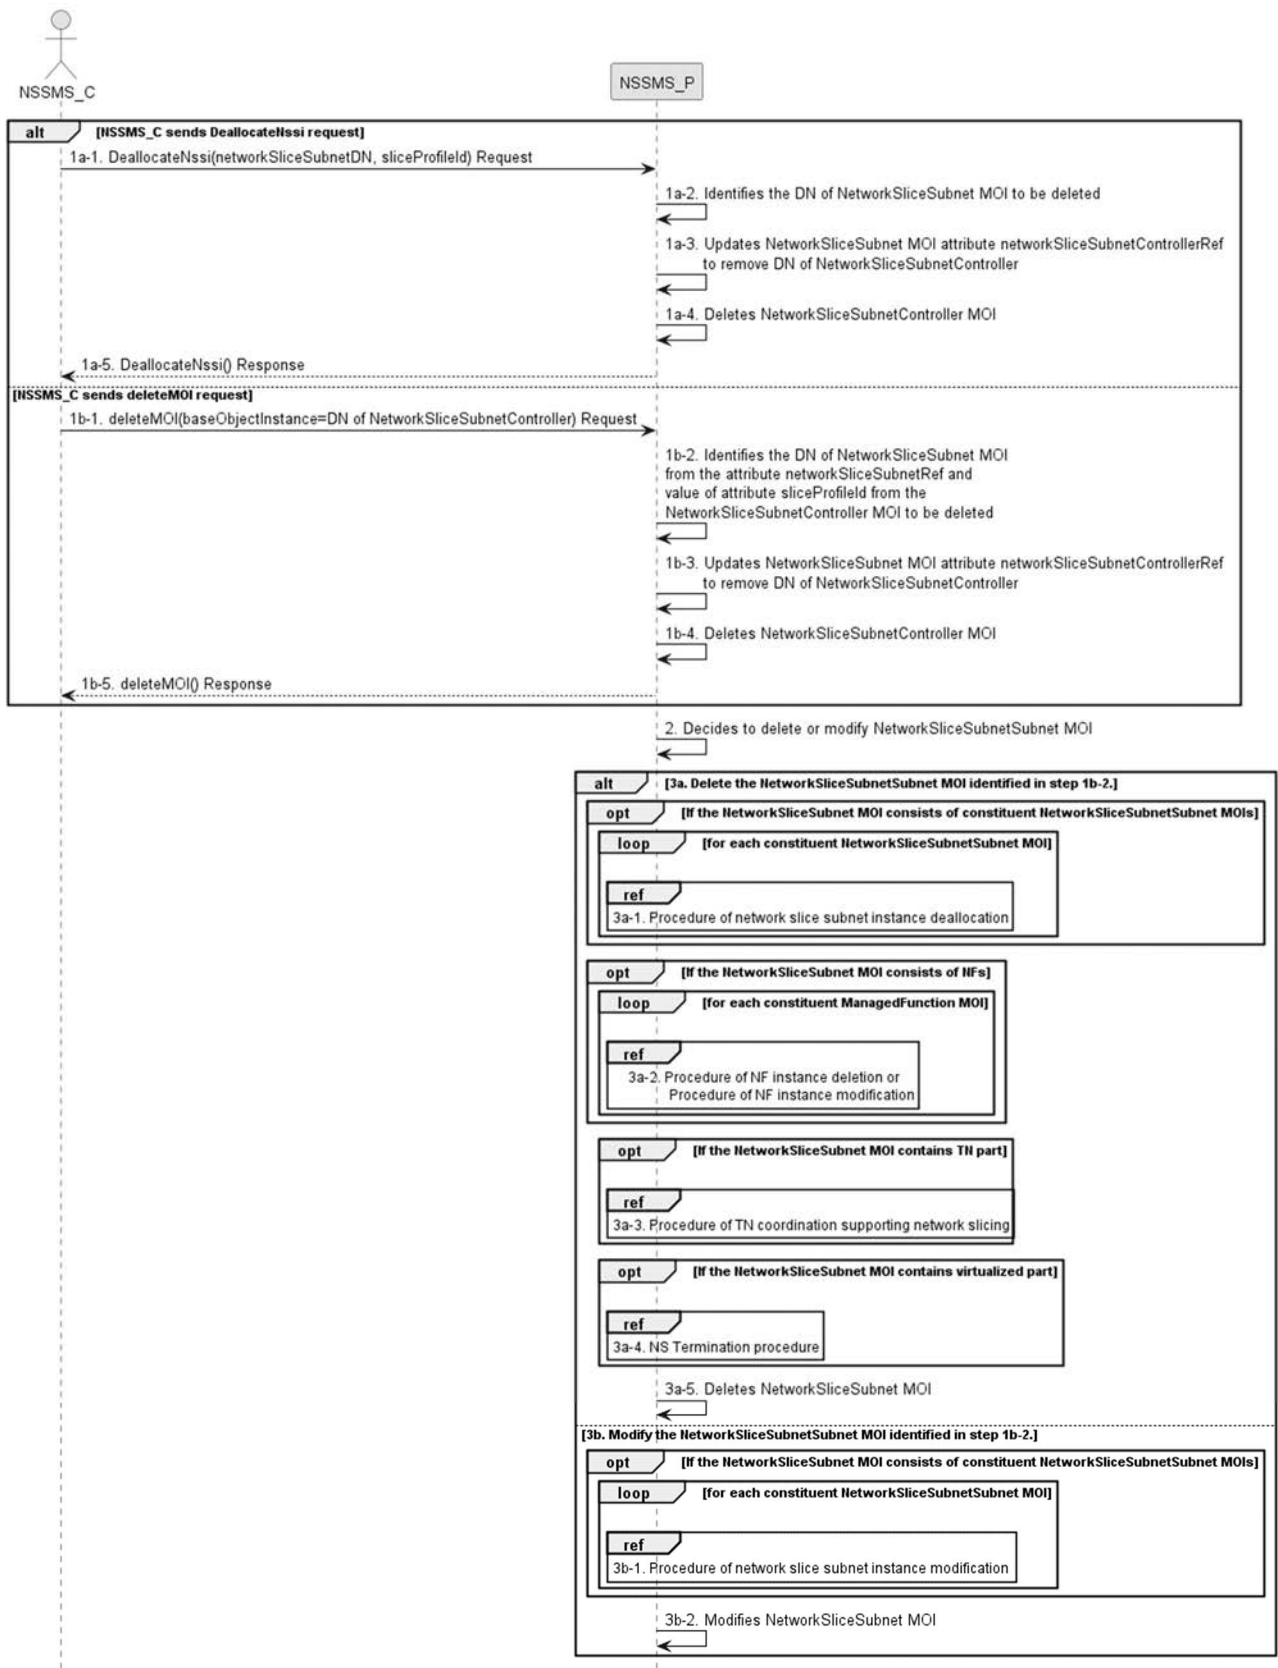 NSSMS_C
NSSMS_P
alt
[NSSMS_C sends DeallocateNssi request]
1a-1. DeallocateNssi(networkSliceSubnetDN, sliceProfileId) Request
1a-2. Identifies the DN of NetworkSliceSubnet MOI to be deleted
1a-3. Updates NetworkSliceSubnet MOI attribute networkSliceSubnetControllerRef
to remove DN of NetworkSliceSubnetController
1a-4. Deletes NetworkSliceSubnetController MOI
1a-5. DeallocateNssi() Response
[NSSMS_C sends deleteMOI request]
1b-1. deleteMOI(baseObjectInstance=DN of NetworkSliceSubnetController) Request
1b-2. Identifies the DN of NetworkSliceSubnet MOI
from the attribute networkSliceSubnetRef and
value of attribute sliceProfileId from the
NetworkSliceSubnetController MOI to be deleted
1b-3. Updates NetworkSliceSubnet MOI attribute networkSliceSubnetControllerRef
to remove DN of NetworkSliceSubnetController
1b-4. Deletes NetworkSliceSubnetController MOI
1b-5. deleteMOI() Response
2. Decides to delete or modify NetworkSliceSubnetSubnet MOI
alt
[3a. Delete the NetworkSliceSubnetSubnet MOI identified in step 1b-2.]
opt
[If the NetworkSliceSubnet MOI consists of constituent NetworkSliceSubnetSubnet MOIs]
loop
[for each constituent NetworkSliceSubnetSubnet MOI]
ref
3a-1. Procedure of network slice subnet instance deallocation
opt
[If the NetworkSliceSubnet MOI consists of NFs]
loop
[for each constituent ManagedFunction MOI]
ref
3a-2. Procedure of NF instance deletion or
Procedure of NF instance modification
opt
[If the NetworkSliceSubnet MOI contains TN part]
ref
3a-3. Procedure of TN coordination supporting network slicing
opt
[If the NetworkSliceSubnet MOI contains virtualized part]
ref
3a-4. NS Termination procedure
3a-5. Deletes NetworkSliceSubnet MOI
[3b. Modify the NetworkSliceSubnetSubnet MOI identified in step 1b-2.]
opt
[If the NetworkSliceSubnet MOI consists of constituent NetworkSliceSubnetSubnet MOIs]
loop
[for each constituent NetworkSliceSubnetSubnet MOI]
ref
3b-1. Procedure of network slice subnet instance modification
3b-2. Modifies NetworkSliceSubnet MOI